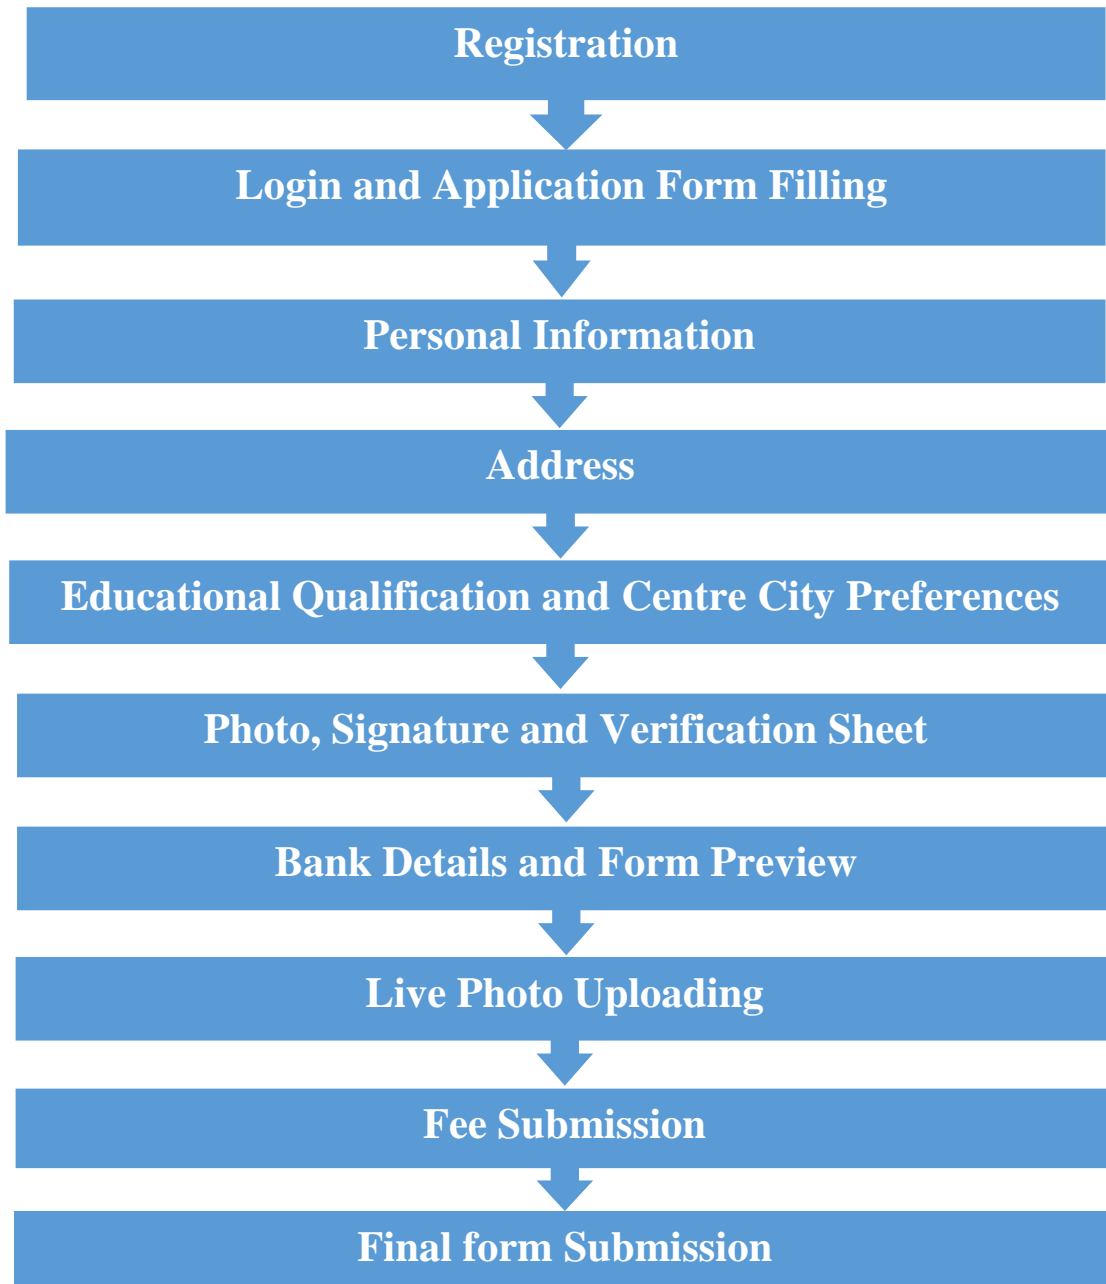 Registration
Login and Application Form Filling
Personal Information
Address
Educational Qualification and Centre City Preferences
Photo, Signature and Verification Sheet
Bank Details and Form Preview
Live Photo Uploading
Fee Submission
Final form Submission